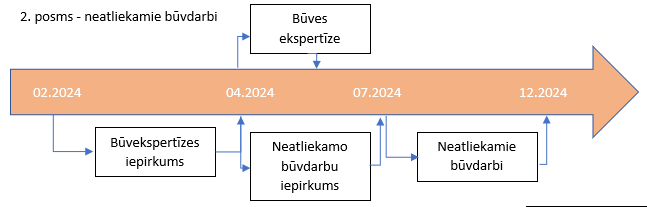 2. posms - neatliekamie būvdarbi
Būves
ekspertīze
02.2024
04.2024
07.2024
12.2024
Būvekspertīzes
iepirkums
Neatliekamo
būvdarbu
iepirkums
Neatliekamie
būvdarbi